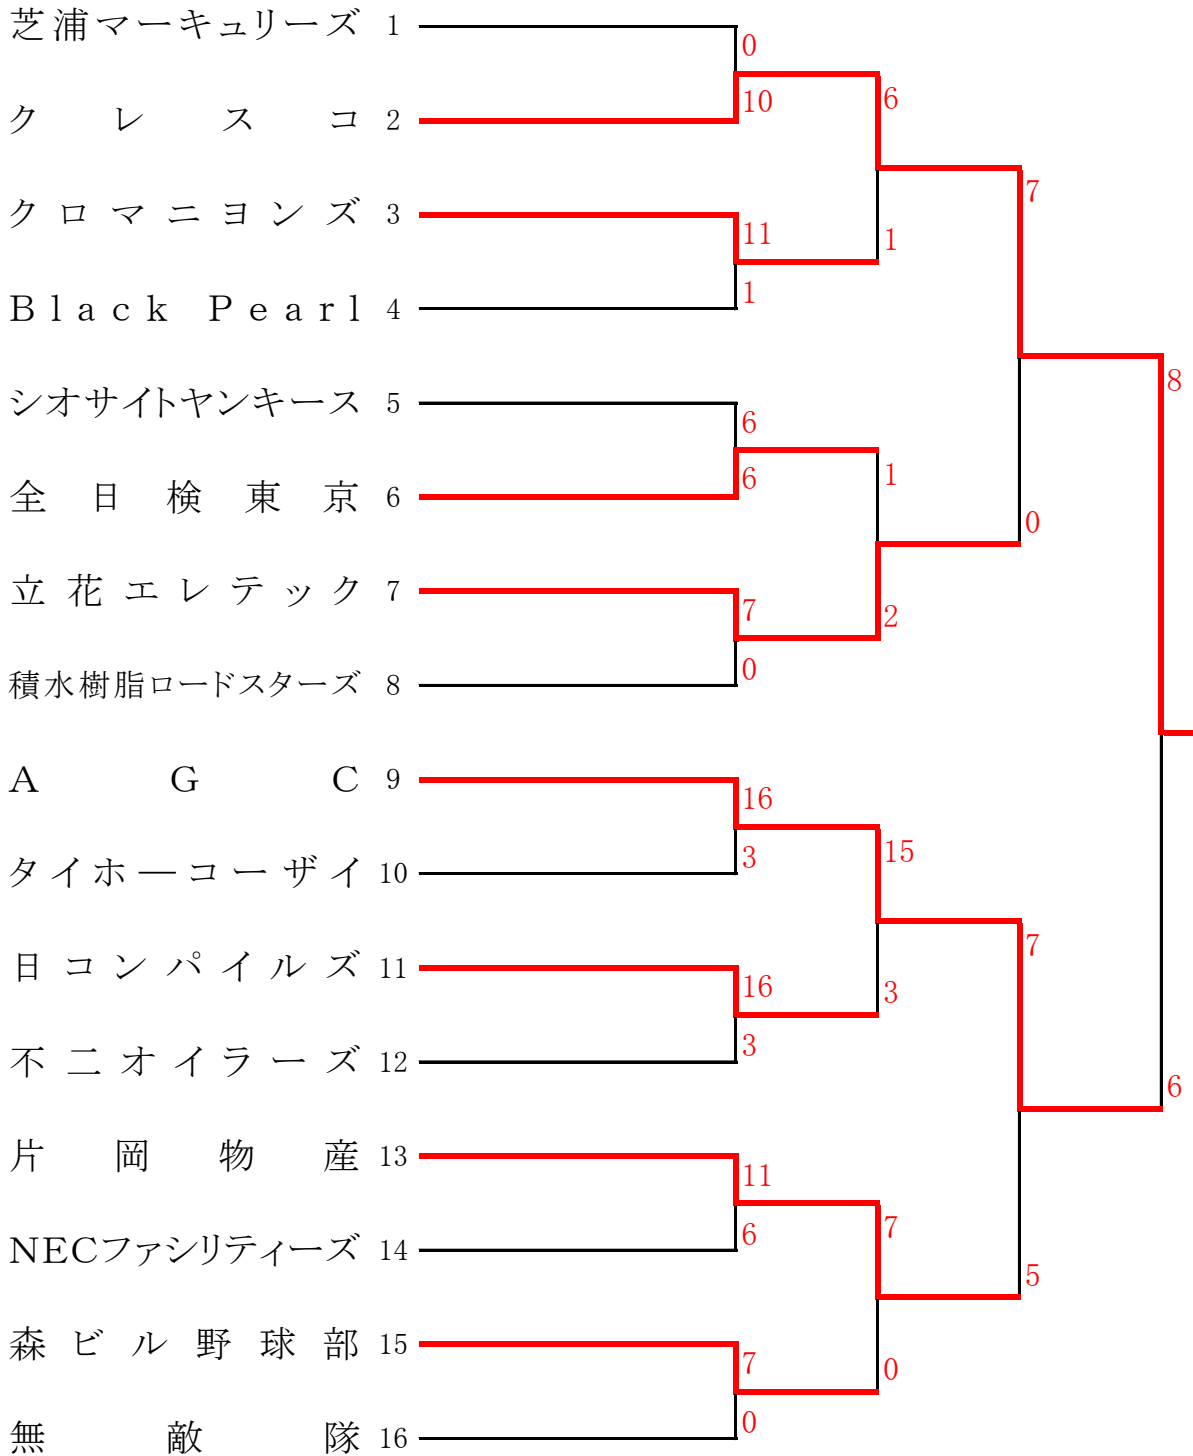 芝浦マーキュリーズ 1
0
10
6
クレスコ 2
7
クロマニヨンズ 3
11
1
1
Black Pearl 4
8
シオサイトヤンキース 5
6
6
1
全日検東京 6
0
立花エレテック 7
7
2
0
積水樹脂ロードスターズ 8
AGC 9
16
3
15
タイホーコーザイ 10
7
日コンパイルズ 11
16
3
3
不二オイラーズ 12
6
片岡物産 13
11
6
7
NECファシリティーズ 14
5
森ビル野球部 15
7
0
0
無敵隊 16